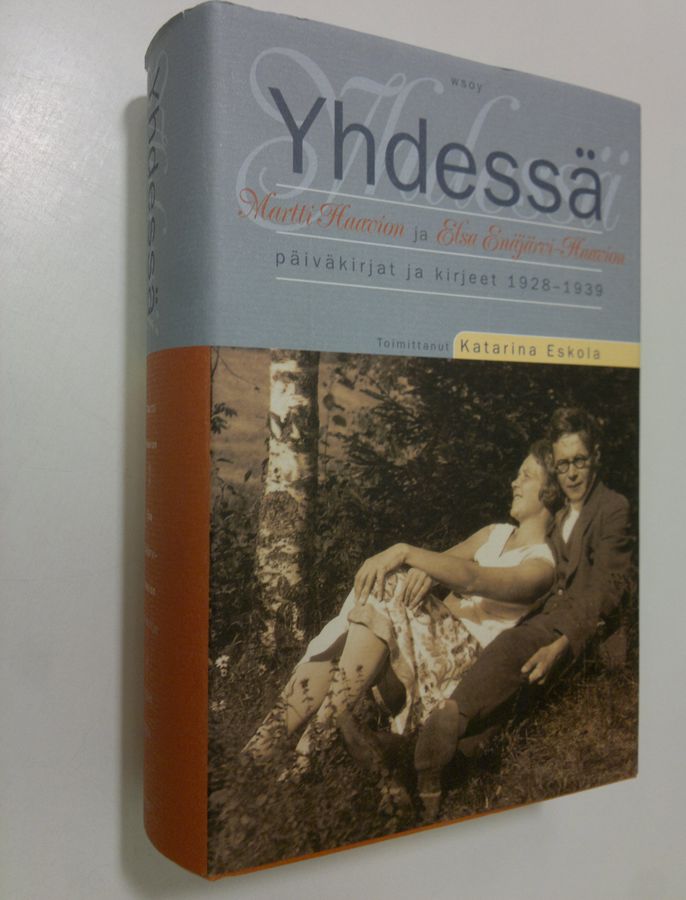 wsoy
Yhdessä
Martti Haavion ja Elsa Enäjärvi-Haavion
päiväkirjat ja kirjeet 1928–1939
Toimittanut Katarina Eskola
Yhdessä